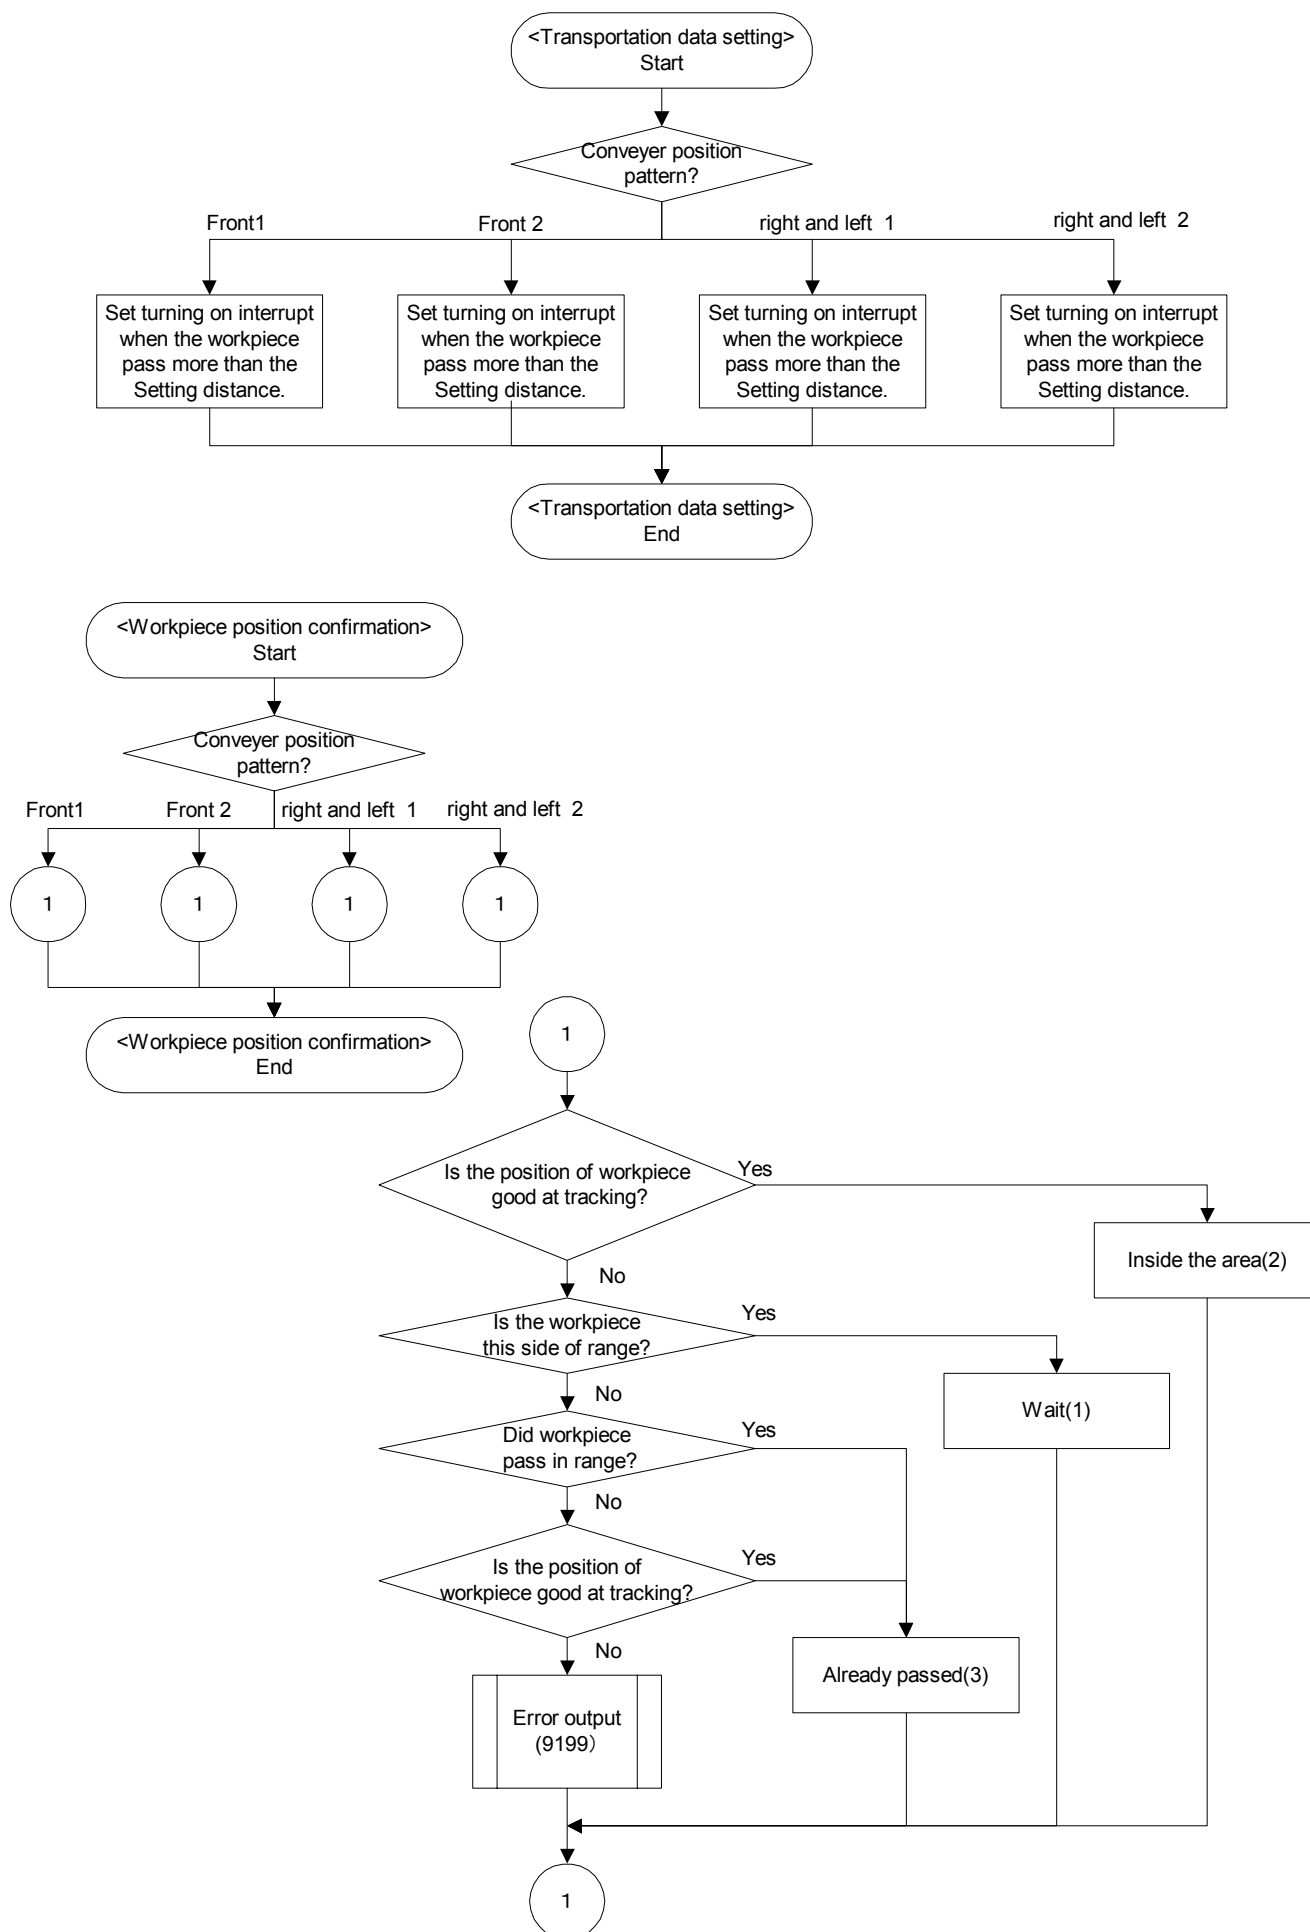 <Transportation data setting>
Start
Conveyer position
pattern?
Front1
Front 2
right and left 1
right and left 2
Set turning on interrupt
when the workpiece
pass more than the
Setting distance.
Set turning on interrupt
when the workpiece
pass more than the
Setting distance.
Set turning on interrupt
when the workpiece
pass more than the
Setting distance.
Set turning on interrupt
when the workpiece
pass more than the
Setting distance.
<Transportation data setting>
End
<Workpiece position confirmation>
Start
Conveyer position
pattern?
Front1
Front 2
right and left 1
right and left 2
1
1
1
1
<Workpiece position confirmation>
End
1
Is the position of workpiece
good at tracking?
Yes
Inside the area(2)
No
Is the workpiece
this side of range?
Yes
Wait(1)
No
Did workpiece
pass in range?
Yes
No
Is the position of
workpiece good at tracking?
Yes
Already passed(3)
No
Error output
(9199）
1